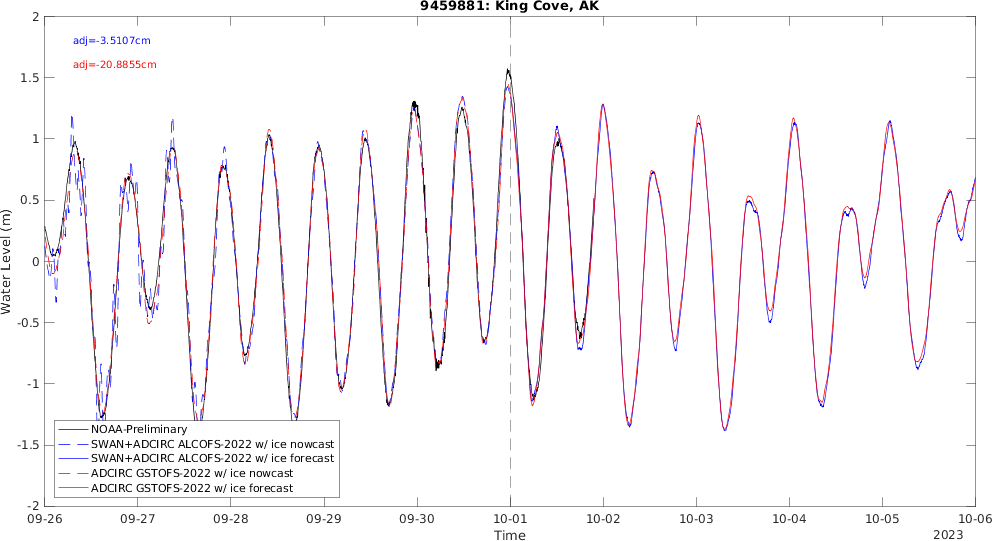 9459881: King Cove, AK
adj=-3.5107cm
adj=-20.8855cm
Water Level (m)
2
1.5
1
0.5
0
-0.5
-1
-1.5
-2
NOAA-Preliminary
SWAN+ADCIRC ALCOFS-2022 w/ ice nowcast
SWAN+ADCIRC ALCOFS-2022 w/ ice forecast
ADCIRC GSTOFS-2022 w/ ice nowcast
ADCIRC GSTOFS-2022 w/ ice forecast
09-26 09-27 09-28 09-29 09-30 10-01 10-02 10-03 10-04 10-05 10-06
Time
2023